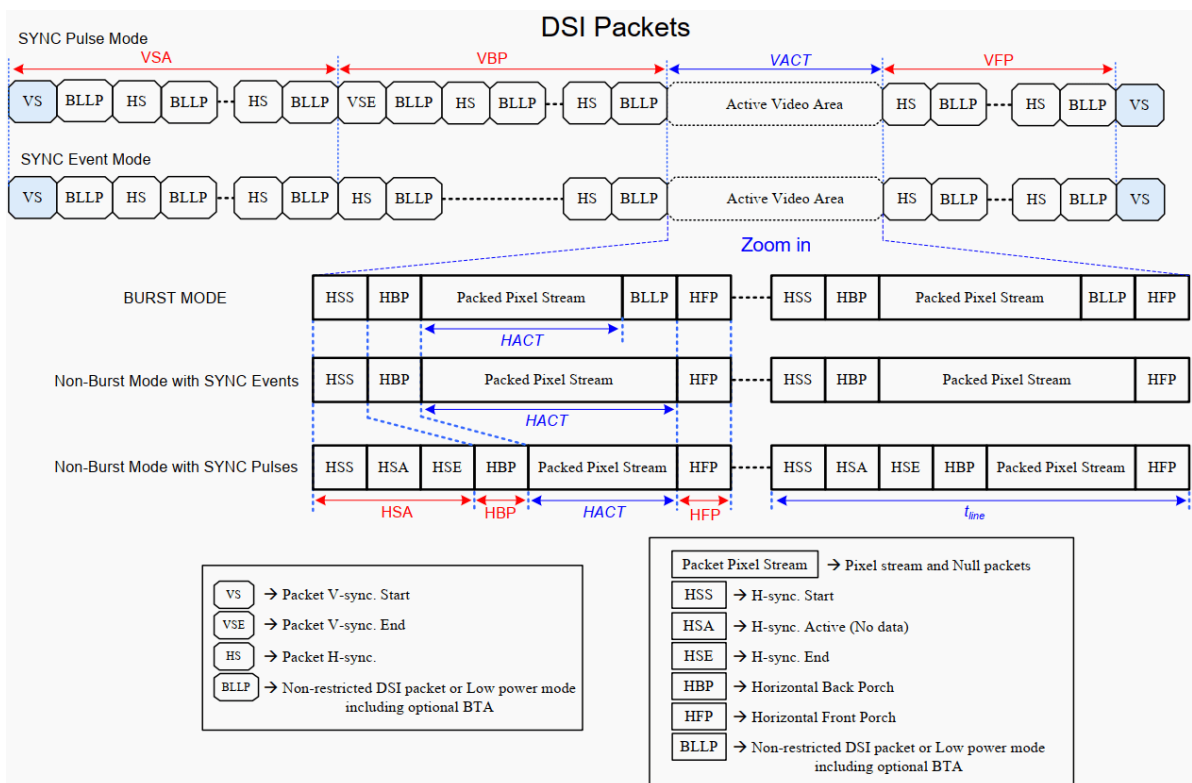 DSI Packets
SYNC Pulse Mode
VSA VBP VACT VFP
VS BLLP HS BLLP HS BLLP VSE BLLP HS BLLP HS BLLP Active Video Area HS BLLP HS BLLP VS
SYNC Event Mode
VS BLLP HS BLLP HS BLLP HS BLLP HS BLLP Active Video Area HS BLLP HS BLLP VS
Zoom in
BURST MODE HSS HBP Packed Pixel Stream BLLP HFP HSS HBP Packed Pixel Stream BLLP HFP
HACT
Non-Burst Mode with SYNC Events HSS HBP Packed Pixel Stream HFP HSS HBP Packed Pixel Stream HFP
HACT
Non-Burst Mode with SYNC Pulses HSS HSA HSE HBP Packed Pixel Stream HFP HSS HSA HSE HBP Packed Pixel Stream HFP
HSA HBP HACT HFP tline
VS → Packet V-sync. Start
VSE → Packet V-sync. End
HS → Packet H-sync.
BLLP → Non-restricted DSI packet or Low power mode
including optional BTA
Packet Pixel Stream → Pixel stream and Null packets
HSS → H-sync. Start
HSA → H-sync. Active (No data)
HSE → H-sync. End
HBP → Horizontal Back Porch
HFP → Horizontal Front Porch
BLLP → Non-restricted DSI packet or Low power mode
including optional BTA